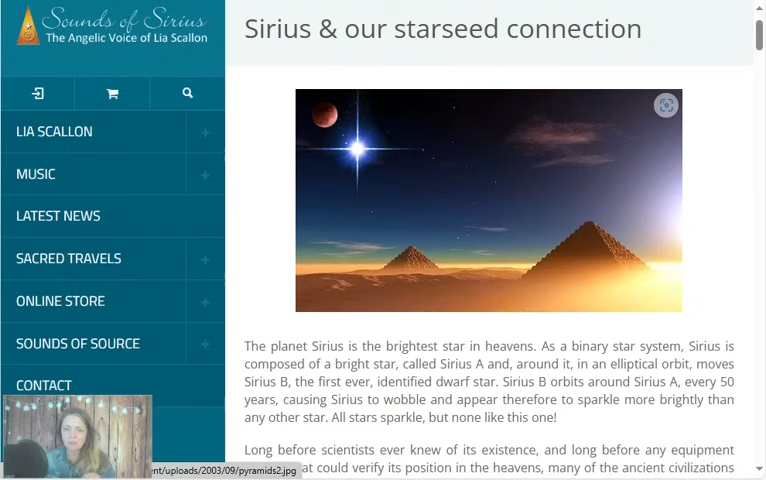 Sounds of Sirius
The Angelic Voice of Lia Scallon
LIA SCALLON
MUSIC
LATEST NEWS
SACRED TRAVELS
ONLINE STORE
SOUNDS OF SOURCE
CONTACT
Sirius & our starseed connection
The planet Sirius is the brightest star in heavens. As a binary star system, Sirius is
composed of a bright star, called Sirius A and, around it, in an elliptical orbit, moves
Sirius B, the first ever, identified dwarf star. Sirius B orbits around Sirius A, every 50
years, causing Sirius to wobble and appear therefore to sparkle more brightly than
any other star. All stars sparkle, but none like this one!
Long before scientists ever knew of its existence, and long before any equipment
that could verify its position in the heavens, many of the ancient civilizations
ent/uploads/2003/09/pyramids2.jpg